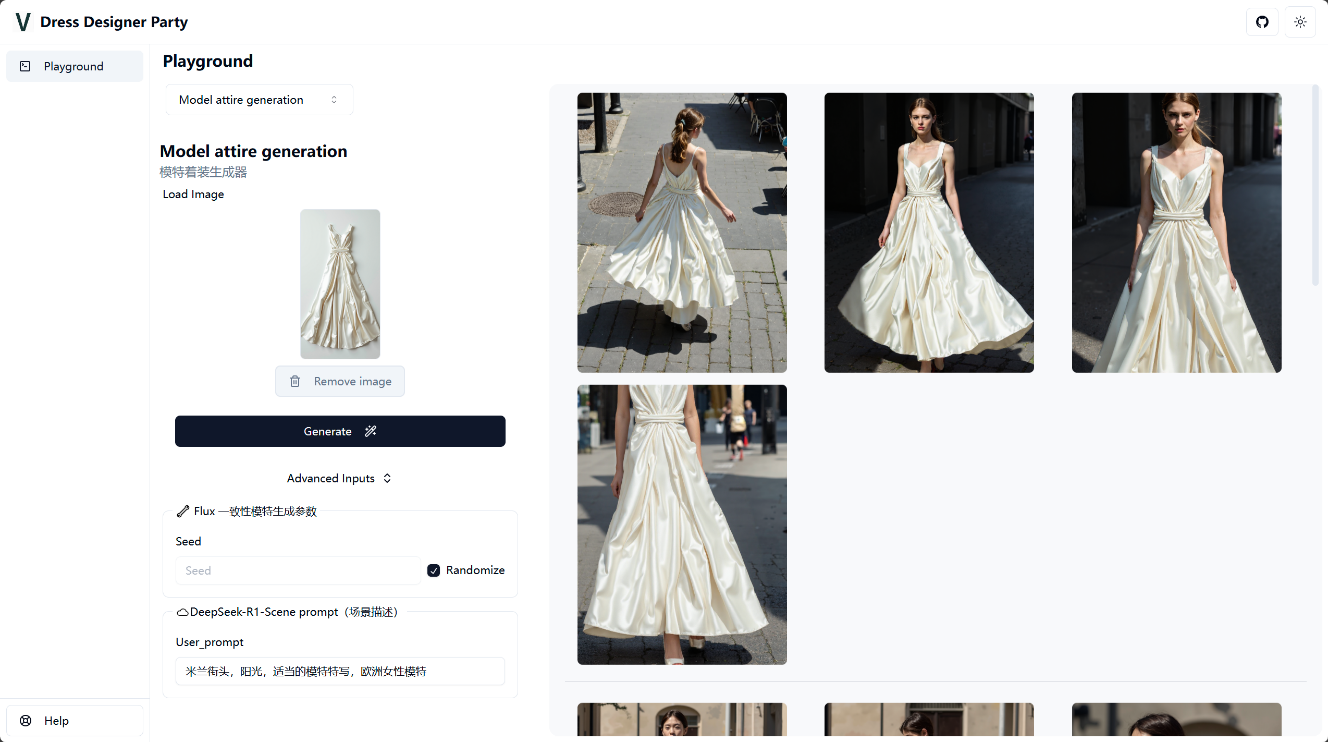 V Dress Designer Party
Playground
Playground
Model attire generation
Model attire generation
模特着装生成器
Load Image
Remove image
Generate
Advanced Inputs
Flux 一致性模特生成参数
Seed
Seed
Randomize
DeepSeek-R1-Scene prompt（场景描述）
User_prompt
米兰街头，阳光，适当的模特特写，欧洲女性模特
Help